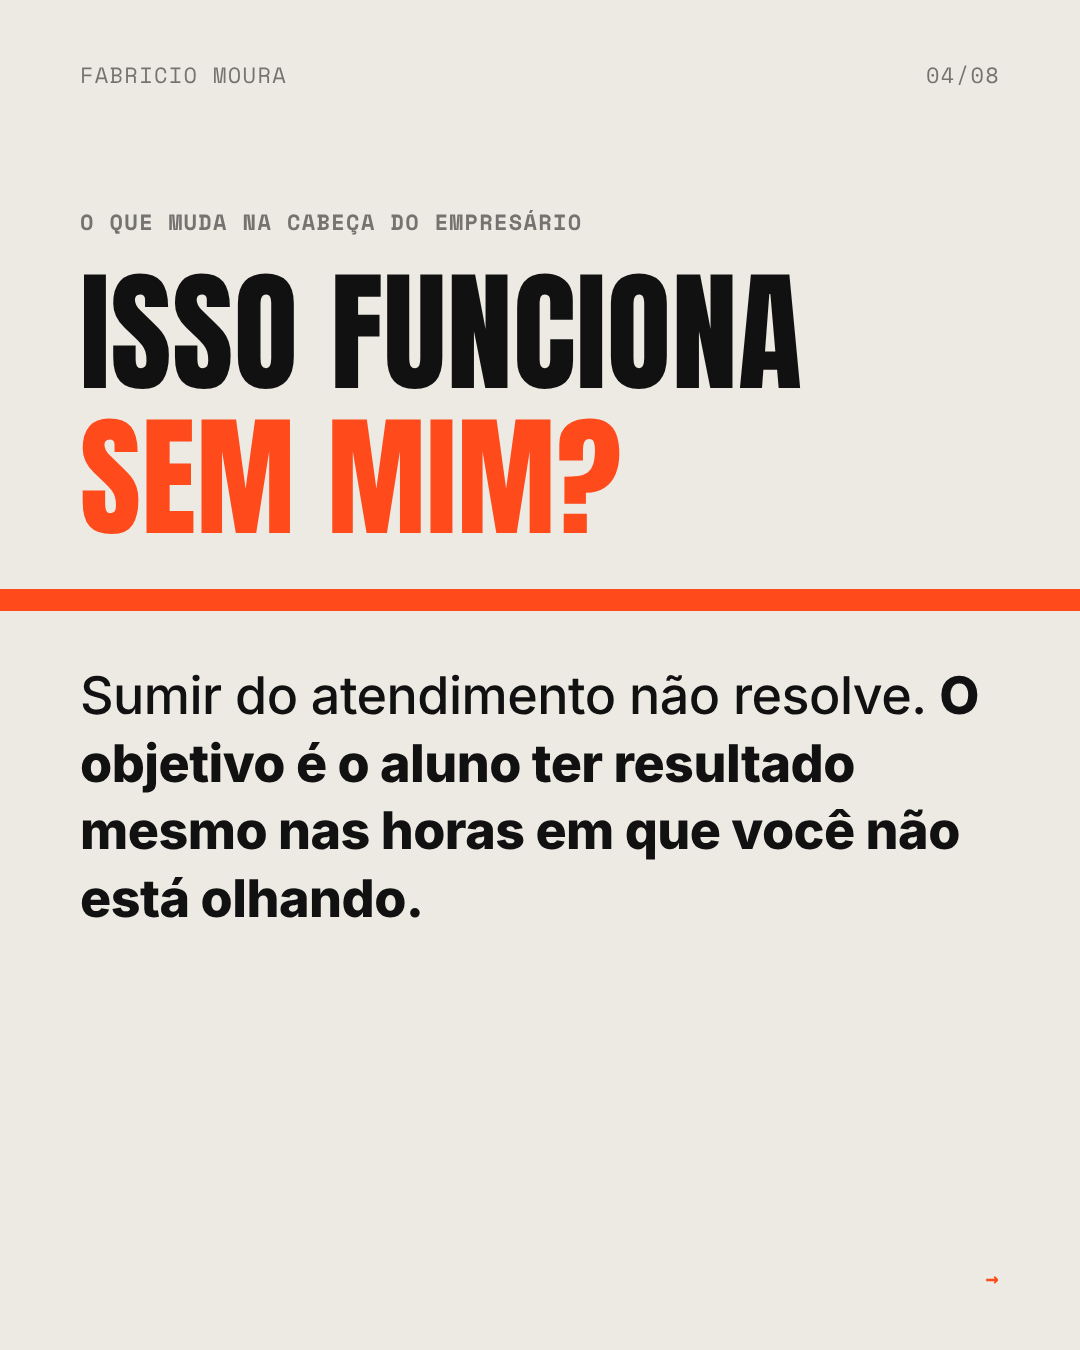 FABRICIO MOURA
04/08
O QUE MUDA NA CABEÇA DO EMPRESÁRIO
ISSO FUNCIONA
SEM MIM?
Sumir do atendimento não resolve. O
objetivo é o aluno ter resultado
mesmo nas horas em que você não
está olhando.
→